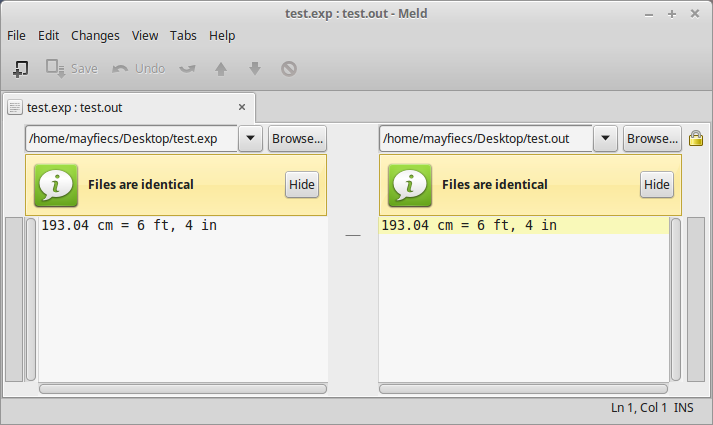 test.exp : test.out - Meld
File Edit Changes View Tabs Help
Save Undo
test.exp : test.out
/home/mayfiecs/Desktop/test.exp Browse... /home/mayfiecs/Desktop/test.out Browse...
Files are identical Hide Files are identical Hide
193.04 cm = 6 ft, 4 in 193.04 cm = 6 ft, 4 in
Ln 1, Col 1 INS